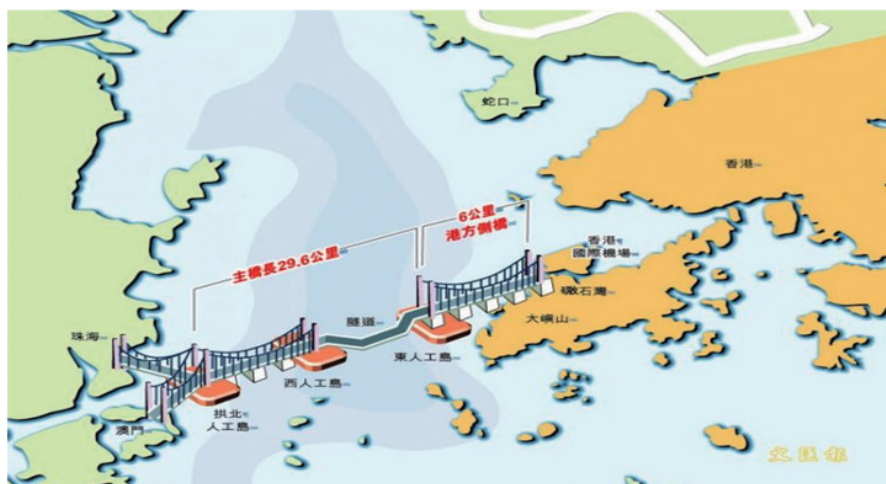 蛇口
香港
6公里
港方側橋
主橋長29.6公里
香港
國際機場
䃟石灣
大嶼山
隧道
珠海
東人工島
西人工島
拱北
人工島
澳門
文匯報